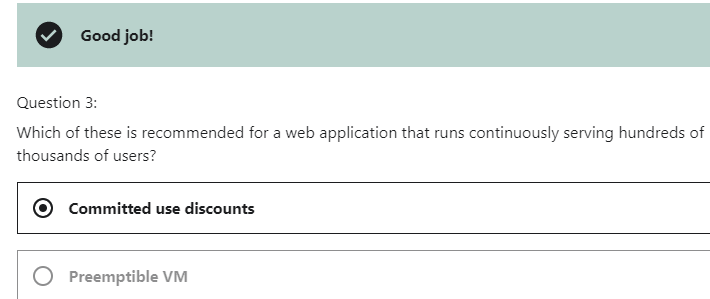 Good job!
Question 3:
Which of these is recommended for a web application that runs continuously serving hundreds of
thousands of users?
Committed use discounts
Preemptible VM